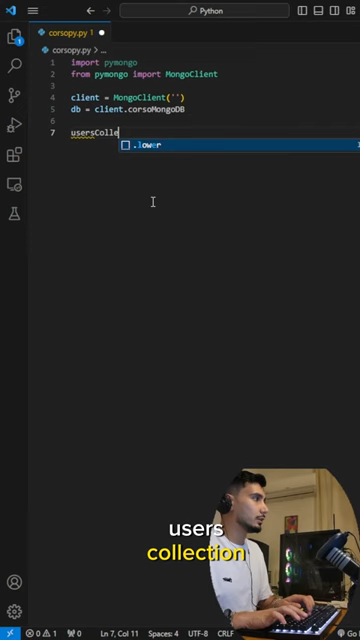 Python
corsopy.py 1
corsopy.py > ...
1 import pymongo
2 from pymongo import MongoClient
3
4 client = MongoClient('')
5 db = client.corsoMongoDB
6
7 usersColle
.lower
users
collection
0 1 0
Ln 7, Col 11 Spaces: 4 UTF-8 CRLF